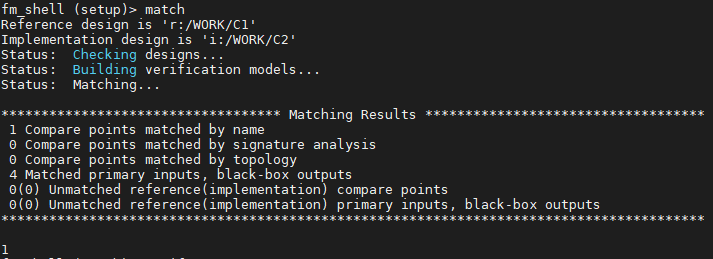 fm_shell (setup)> match
Reference design is 'r:/WORK/C1'
Implementation design is 'i:/WORK/C2'
Status:  Checking designs...
Status:  Building verification models...
Status:  Matching...
*********************************** Matching Results ***********************************
 1 Compare points matched by name
 0 Compare points matched by signature analysis
 0 Compare points matched by topology
 4 Matched primary inputs, black-box outputs
 0(0) Unmatched reference(implementation) compare points
 0(0) Unmatched reference(implementation) primary inputs, black-box outputs
****************************************************************************************
1